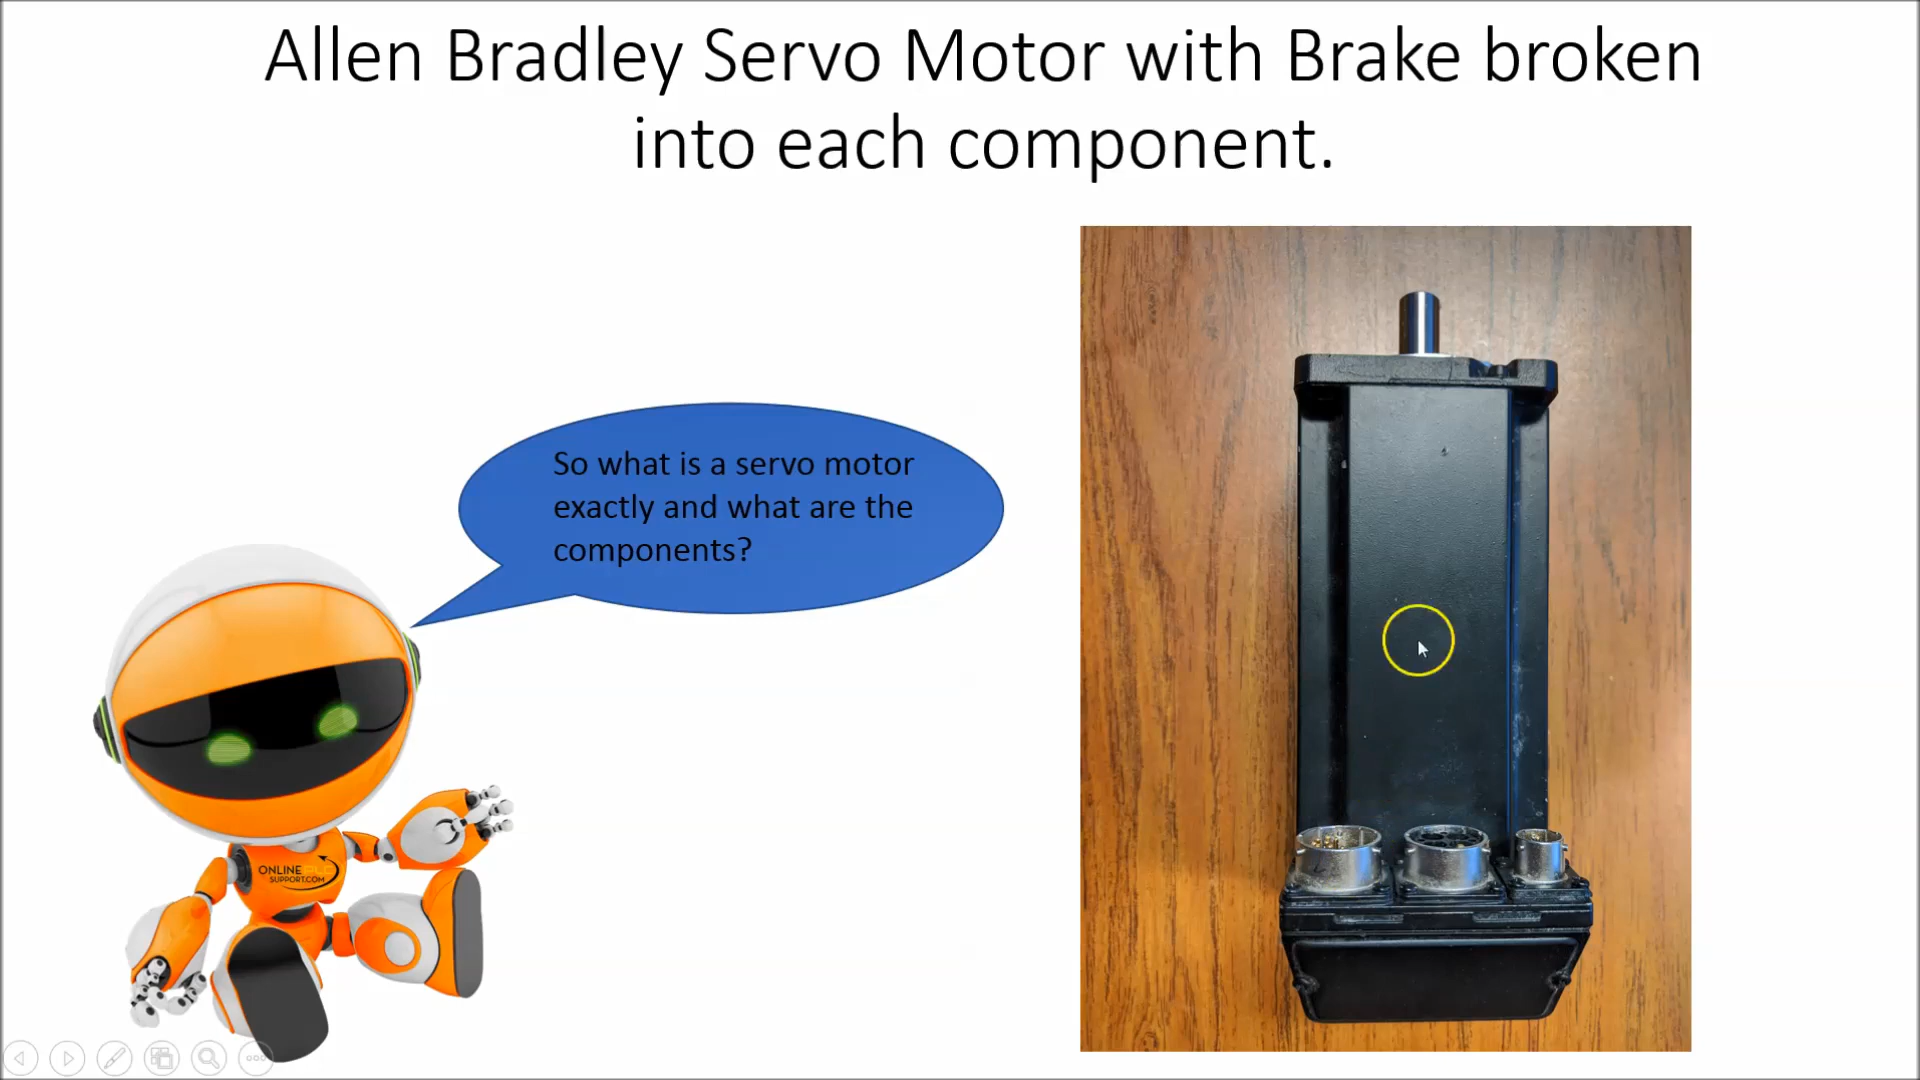 Allen Bradley Servo Motor with Brake broken
into each component.
So what is a servo motor
exactly and what are the
components?
ONLINEPLC
SUPPORT.COM